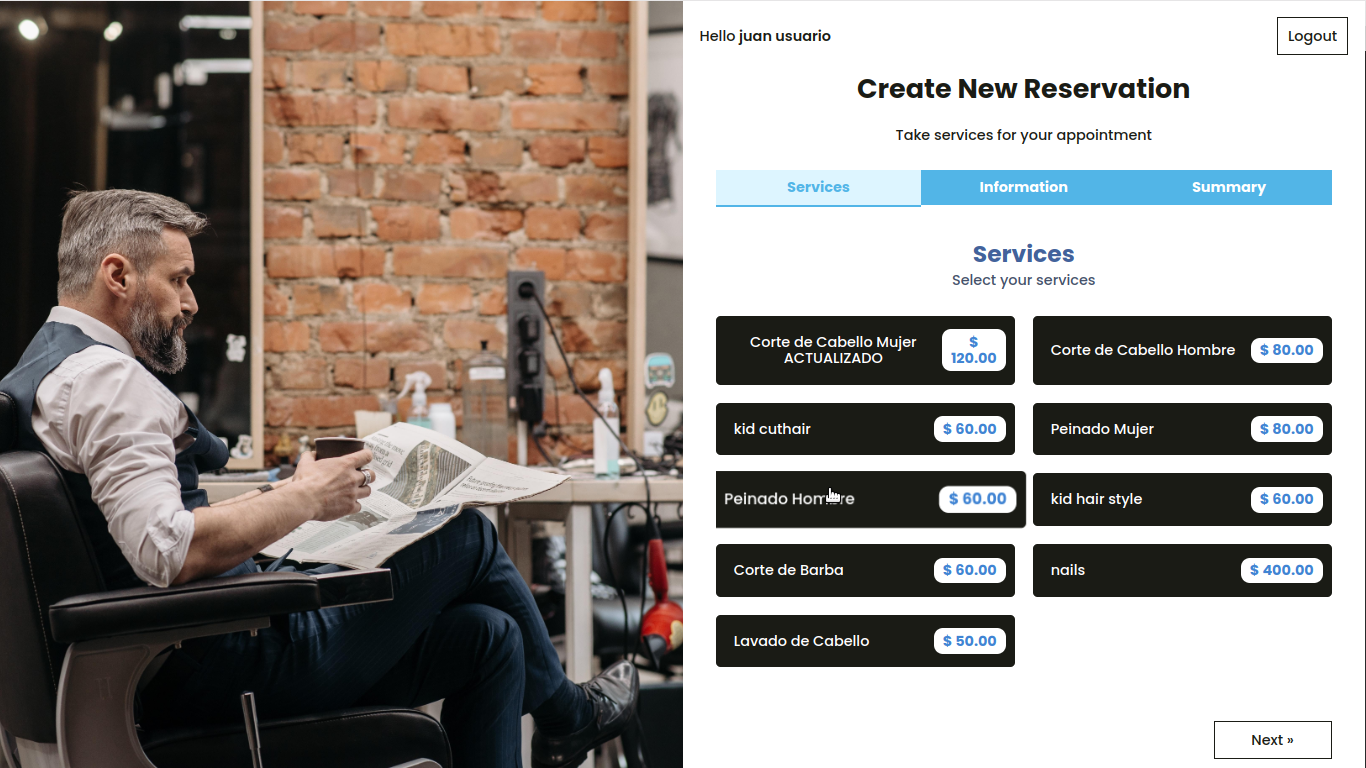 Hello juan usuario
Logout
Create New Reservation
Take services for your appointment
Services
Information
Summary
Services
Select your services
Corte de Cabello Mujer
ACTUALIZADO
$
120.00
Corte de Cabello Hombre
$ 80.00
kid cuthair
$ 60.00
Peinado Mujer
$ 80.00
Peinado Hombre
$ 60.00
kid hair style
$ 60.00
Corte de Barba
$ 60.00
nails
$ 400.00
Lavado de Cabello
$ 50.00
Next »